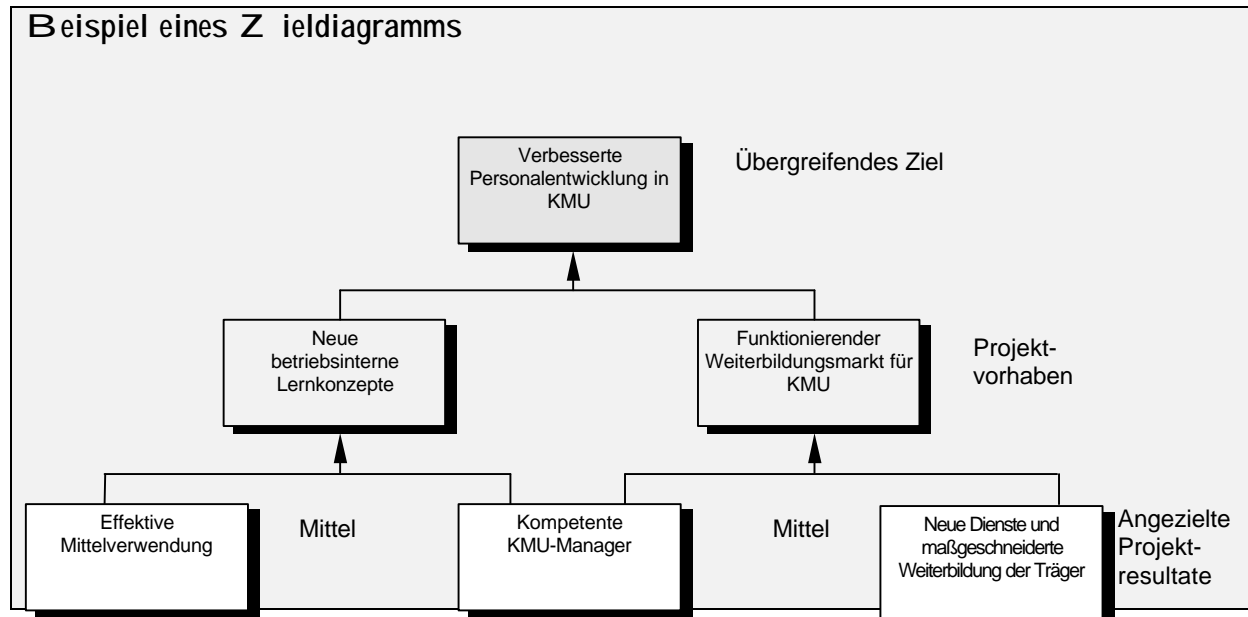 Beispiel eines Zieldiagramms
Verbesserte
Personalentwicklung in
KMU
Übergreifendes Ziel
Neue
betriebsinterne
Lernkonzepte
Funktionierender
Weiterbildungsmarkt für
KMU
Projekt-
vorhaben
Effektive
Mittelverwendung
Mittel
Kompetente
KMU-Manager
Mittel
Neue Dienste und
maßgeschneiderte
Weiterbildung der Träger
Angezielte
Projekt-
resultate